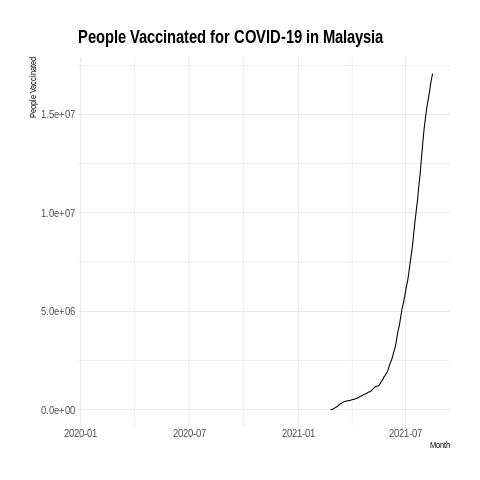 People Vaccinated for COVID-19 in Malaysia
People Vaccinated
1.5e+07
1.0e+07
5.0e+06
0.0e+00
2020-01
2020-07
2021-01
2021-07
Month